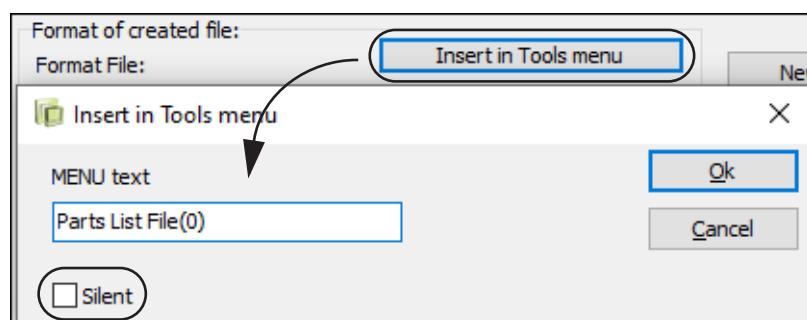 Format of created file:
Format File:
Insert in Tools menu
Ne
Insert in Tools menu
MENU text
Ok
Parts List File(0)
Cancel
Silent